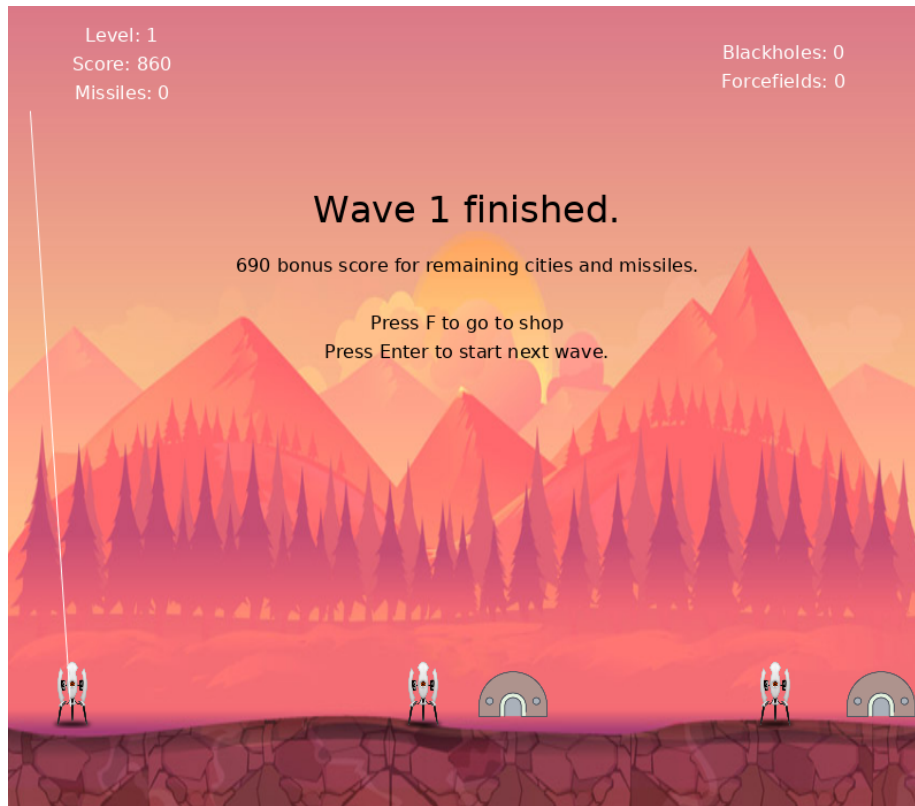 Level: 1
Score: 860
Missiles: 0
Blackholes: 0
Forcefields: 0
Wave 1 finished.
690 bonus score for remaining cities and missiles.
Press F to go to shop
Press Enter to start next wave.